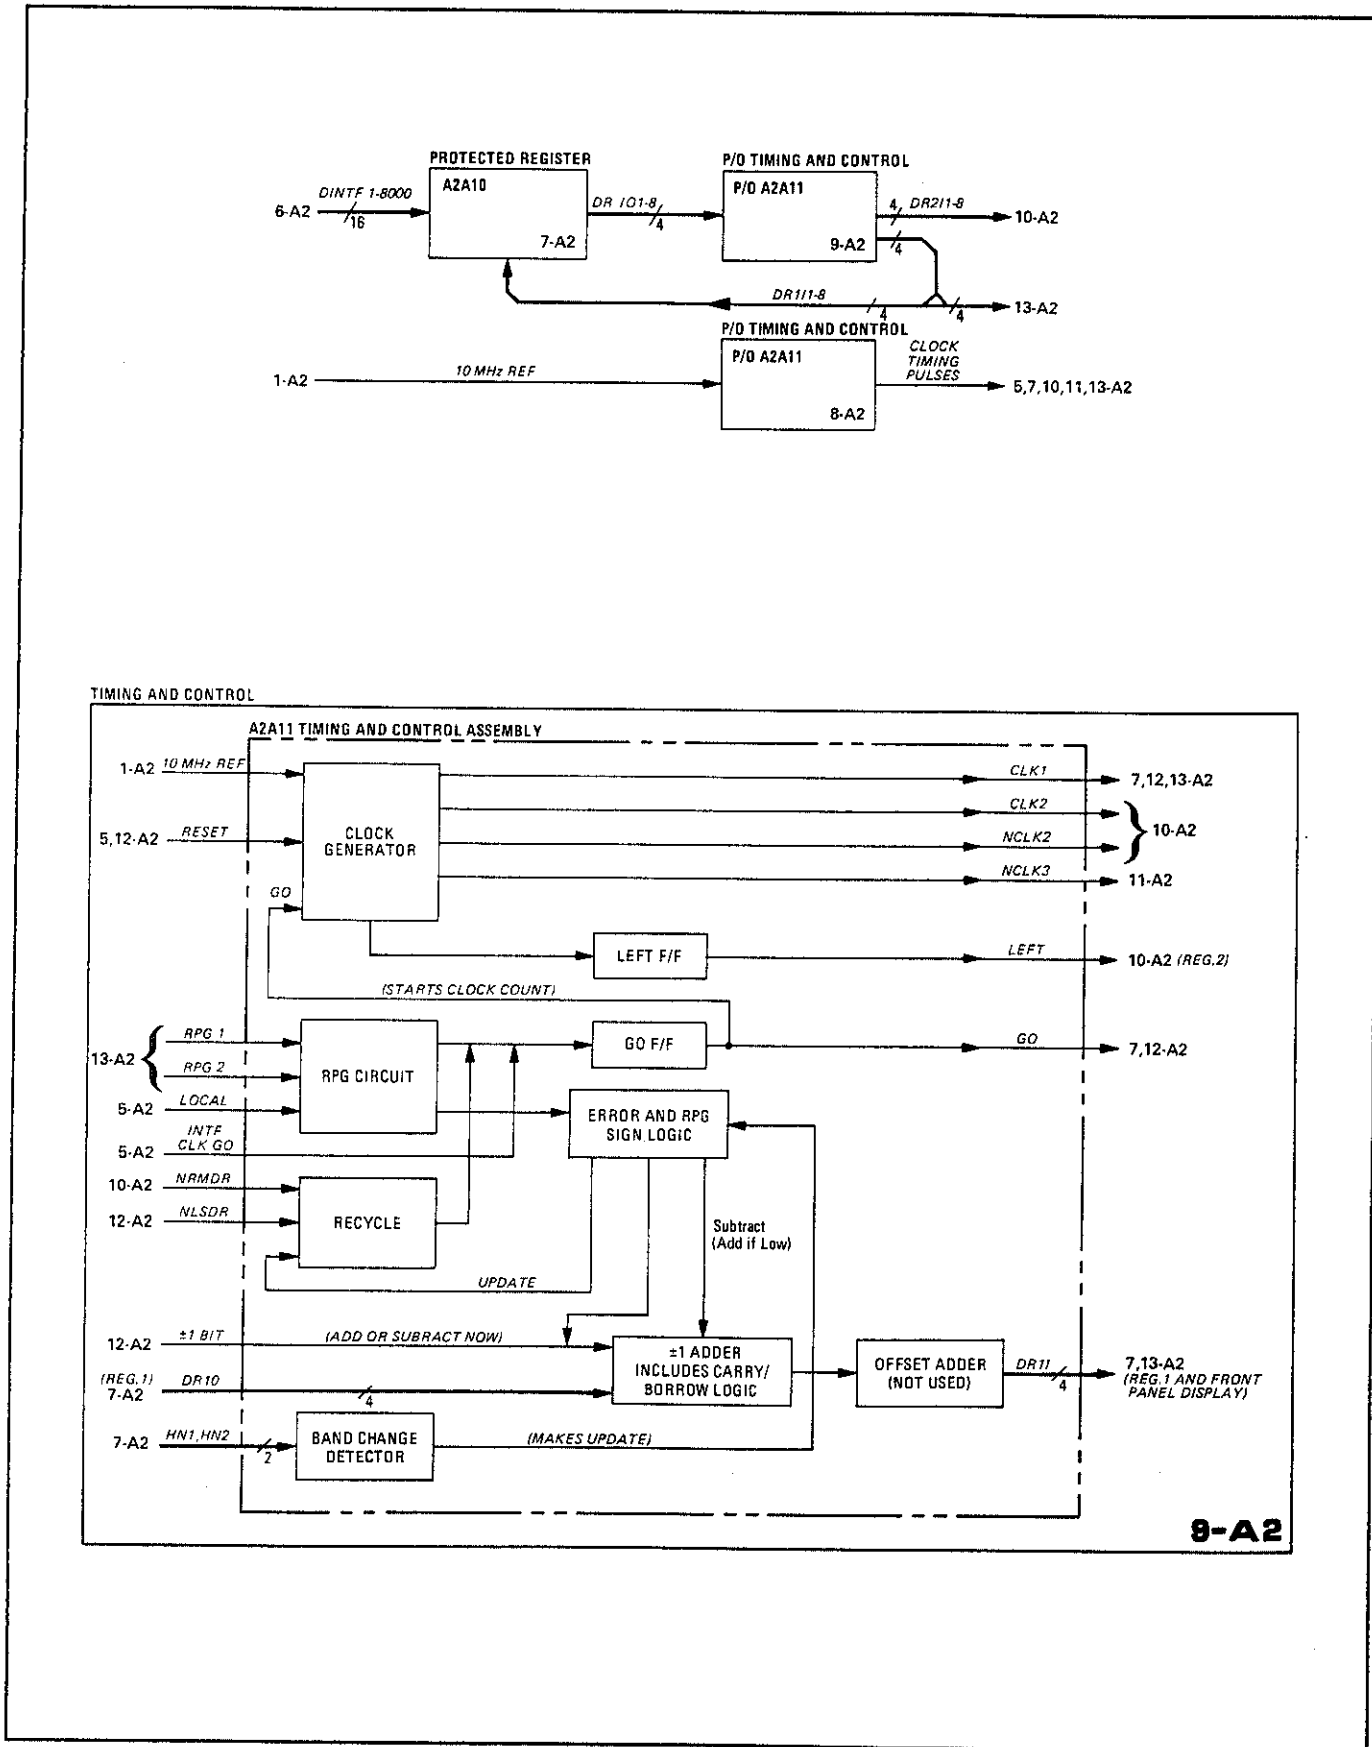 PROTECTED REGISTER
P/O TIMING AND CONTROL
A2A10
P/O A2A11
DINTF 1-8000
6-A2
16
7-A2
DR 1O1-8
4
9-A2
4
DR2I1-8
10-A2
4
DR1I1-8
4
4
13-A2
P/O TIMING AND CONTROL
P/O A2A11
1-A2
10 MHz REF
8-A2
CLOCK
TIMING
PULSES
5,7,10,11,13-A2
TIMING AND CONTROL
A2A11 TIMING AND CONTROL ASSEMBLY
1-A2 10 MHz REF
5,12-A2 RESET
GO
CLOCK
GENERATOR
CLK1
7,12,13-A2
CLK2
NCLK2
10-A2
NCLK3
11-A2
LEFT F/F
LEFT
10-A2 (REG.2)
(STARTS CLOCK COUNT)
13-A2
RPG 1
RPG 2
5-A2 LOCAL
RPG CIRCUIT
GO F/F
GO
7,12-A2
5-A2
INTF
CLK GO
ERROR AND RPG
SIGN LOGIC
10-A2 NRMDR
12-A2 NLSDR
RECYCLE
UPDATE
Subtract
(Add if Low)
12-A2 ±1 BIT
(ADD OR SUBRACT NOW)
(REG.1)
7-A2
DR10
4
±1 ADDER
INCLUDES CARRY/
BORROW LOGIC
OFFSET ADDER
(NOT USED)
DR1I
4
7,13-A2
(REG.1 AND FRONT
PANEL DISPLAY)
7-A2 HN1,HN2
2
BAND CHANGE
DETECTOR
(MAKES UPDATE)
9-A2